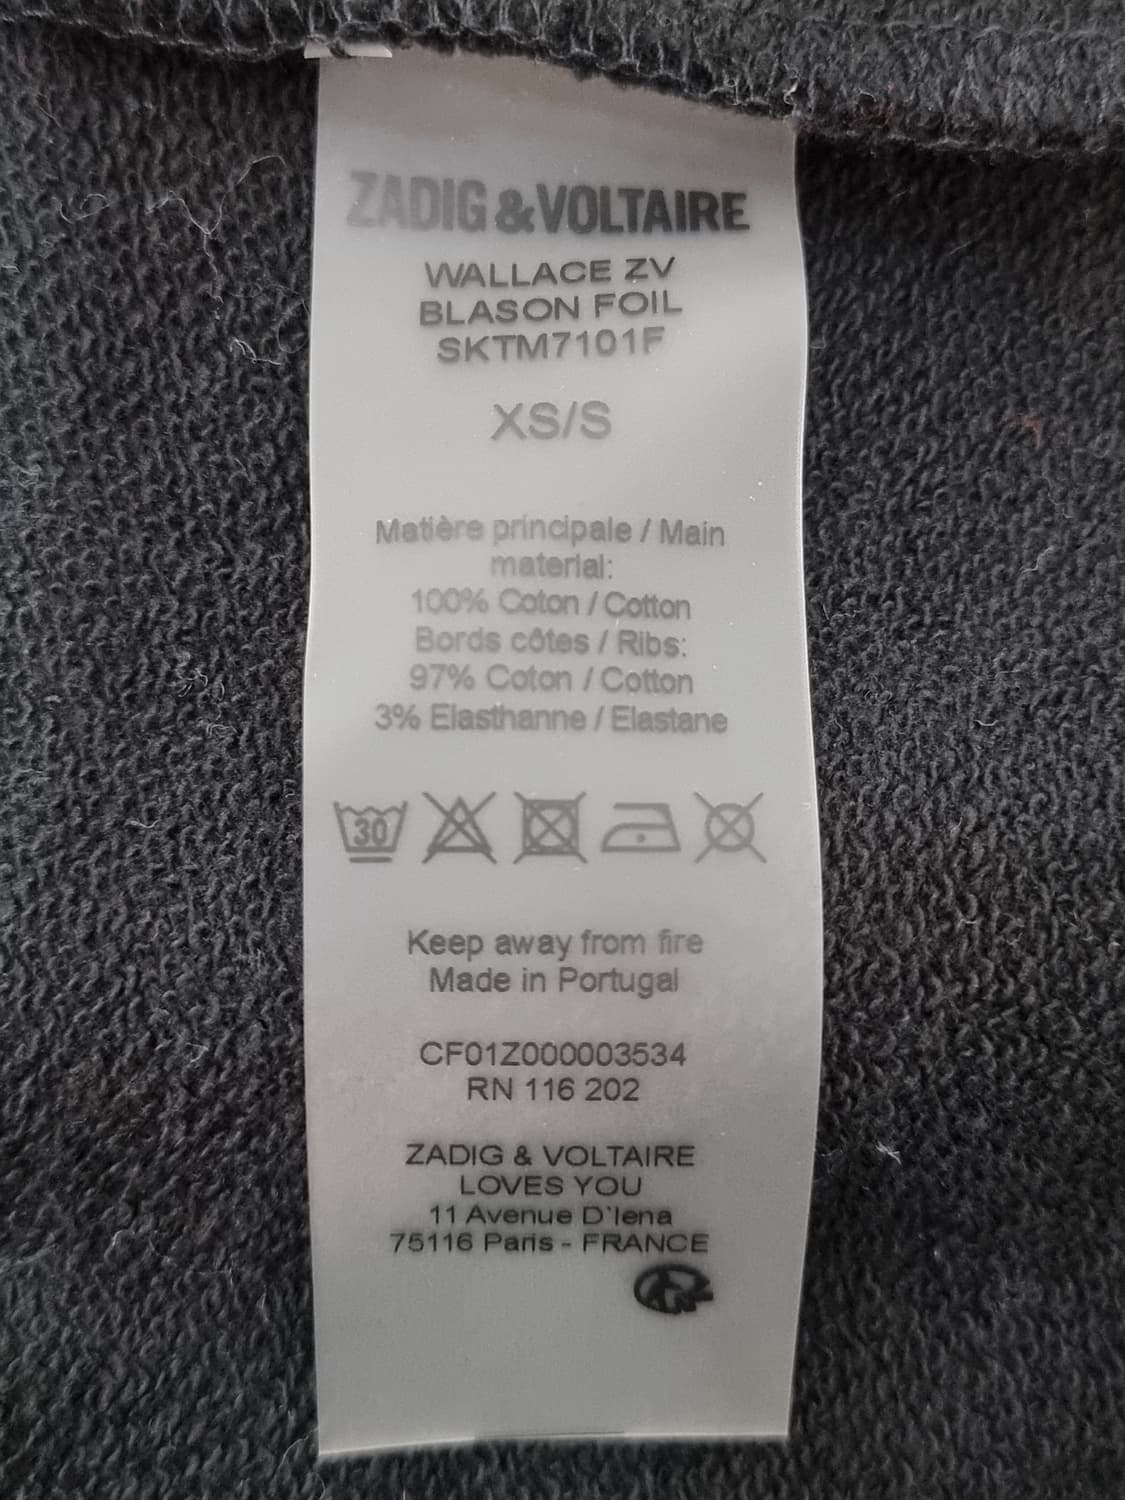 ZADIG&VOLTAIRE
WALLACE ZV
BLASON FOIL
SKTM7101F
XS/S
Matière principale / Main
material:
100% Coton / Cotton
Bords côtes / Ribs:
97% Coton / Cotton
3% Elasthanne / Elastane
30
Keep away from fire
Made in Portugal
CF01Z000003534
RN 116 202
ZADIG & VOLTAIRE
LOVES YOU
11 Avenue D'Iena
75116 Paris - FRANCE